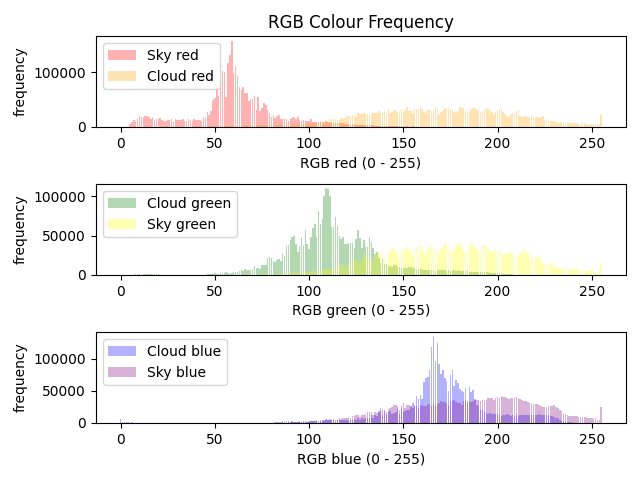 RGB Colour Frequency
frequency
100000
0
Sky red
Cloud red
0 50 100 150 200 250
RGB red (0 - 255)
frequency
100000
50000
0
Cloud green
Sky green
0 50 100 150 200 250
RGB green (0 - 255)
frequency
100000
50000
0
Cloud blue
Sky blue
0 50 100 150 200 250
RGB blue (0 - 255)